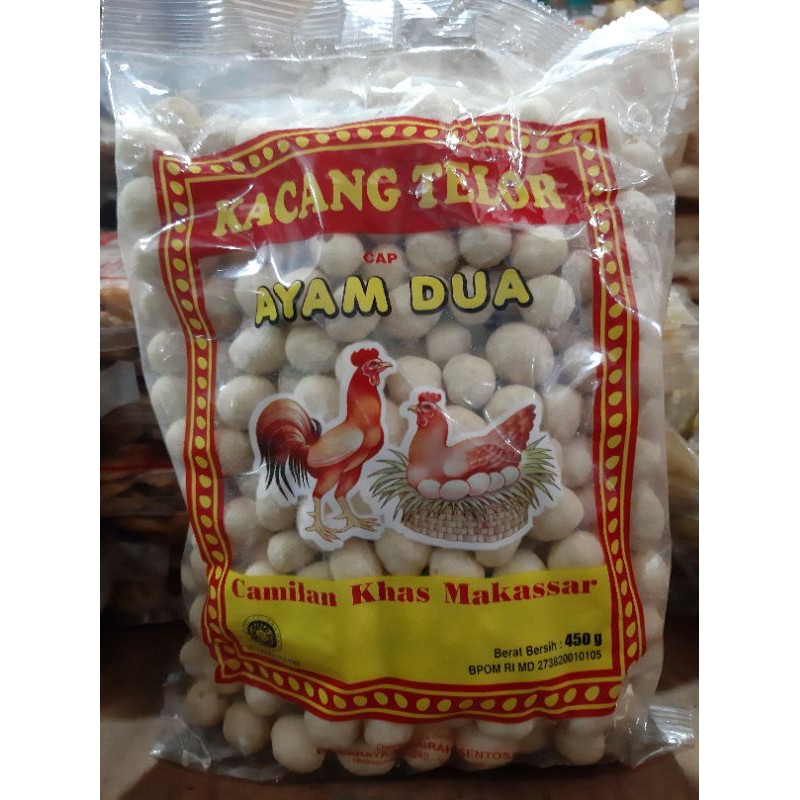 KACANG TELOR
CAP
AYAM DUA
Camilan Khas Makassar
Berat Bersih : 450 g
BPOM RI MD 273820010105